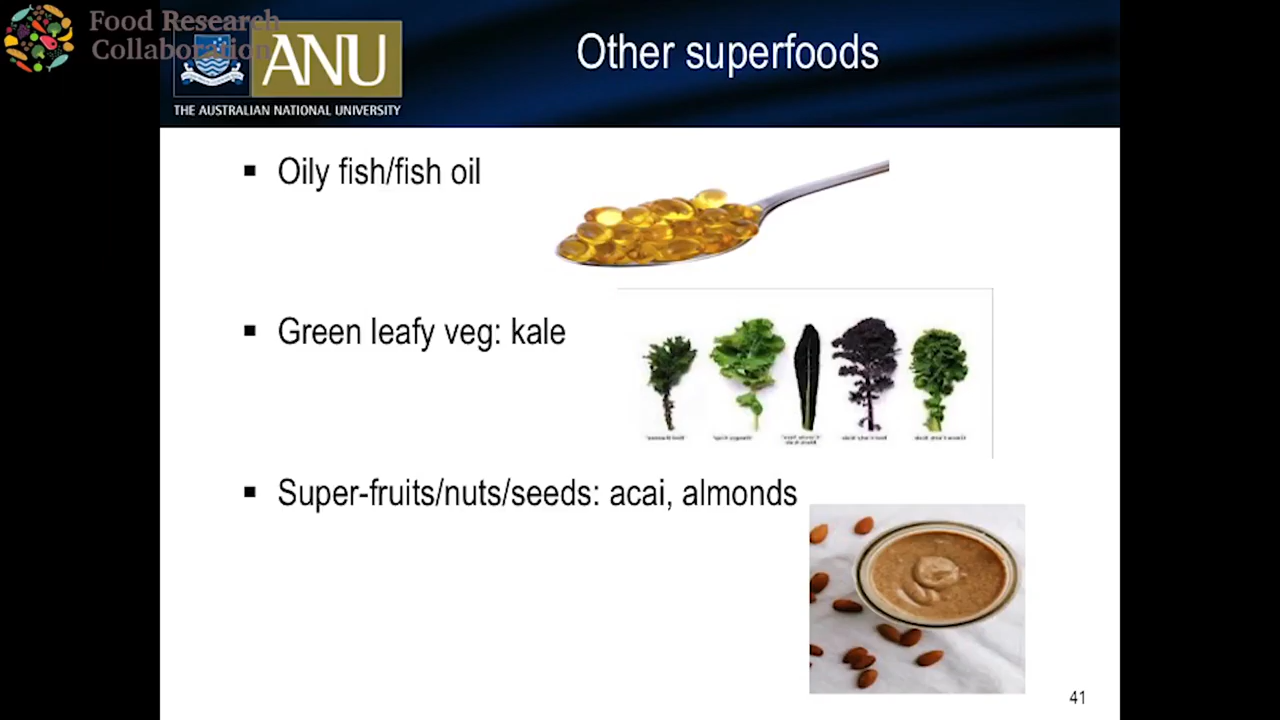 Food Research
Collaboration
ANU
THE AUSTRALIAN NATIONAL UNIVERSITY
Other superfoods
▪ Oily fish/fish oil
▪ Green leafy veg: kale
▪ Super-fruits/nuts/seeds: acai, almonds
41